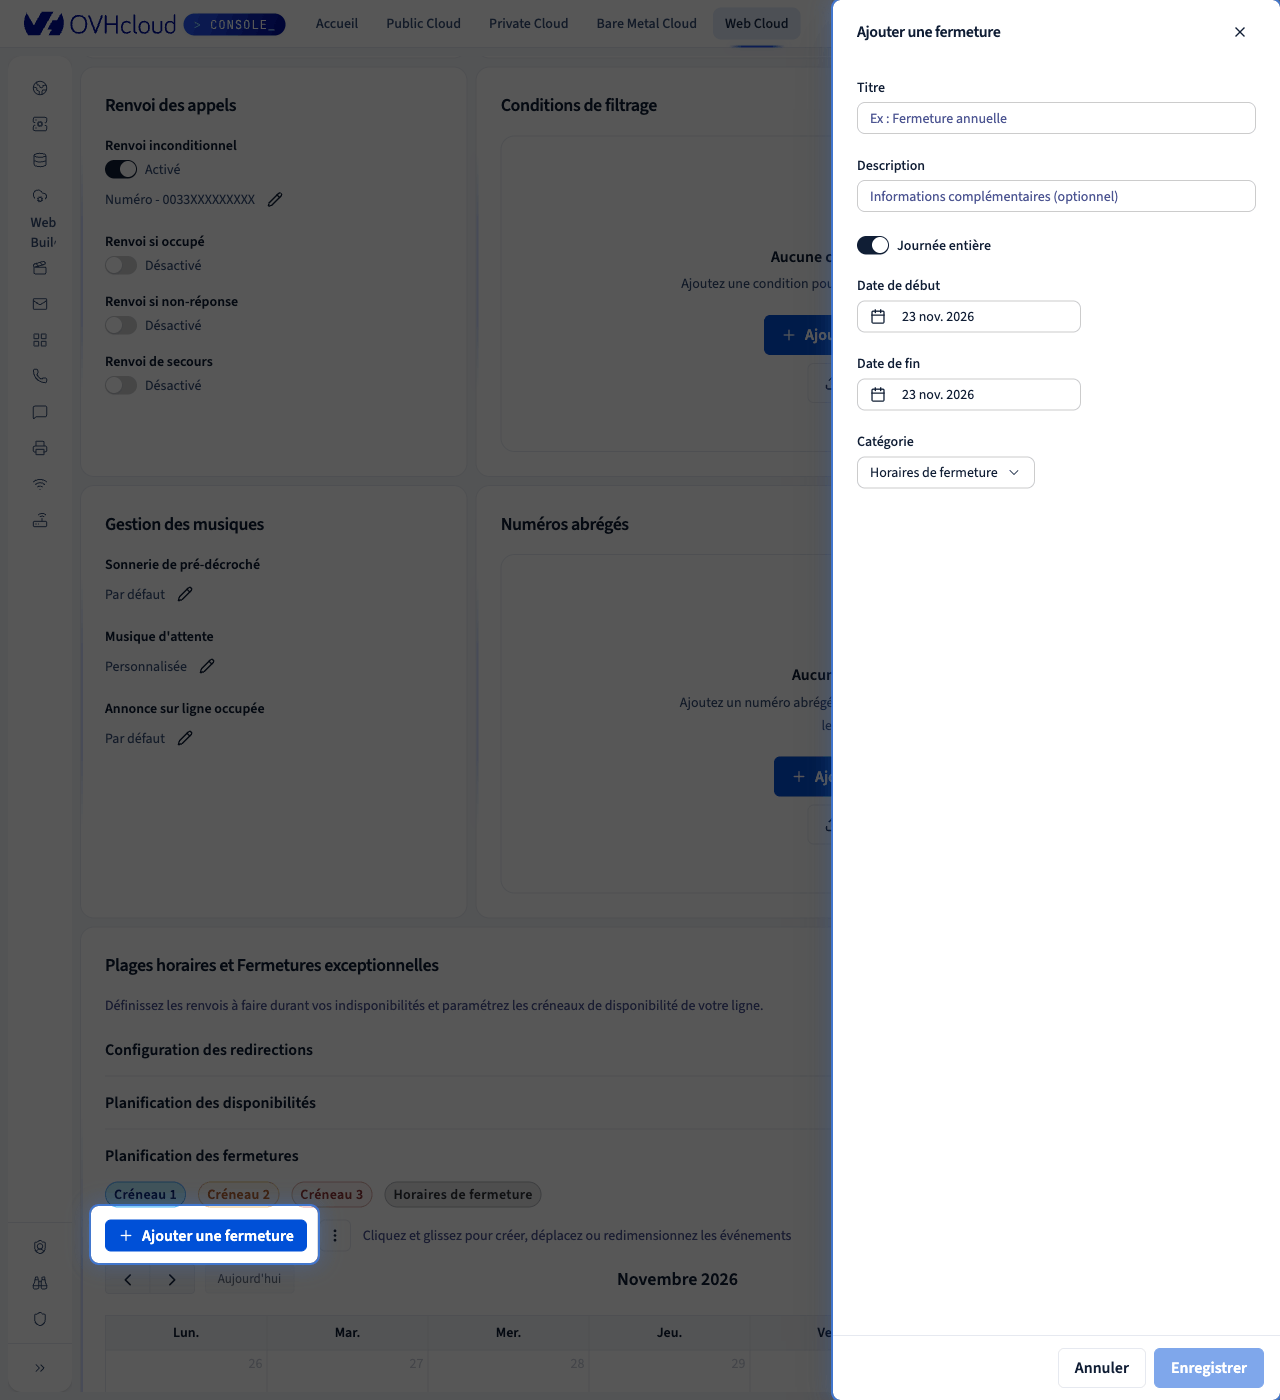 OVHcloud
> CONSOLE_
Accueil
Public Cloud
Private Cloud
Bare Metal Cloud
Web Cloud
Web
Renvoi des appels
Renvoi inconditionnel
Activé
Numéro - 0033XXXXXXXXX
Renvoi si occupé
Désactivé
Renvoi si non-réponse
Désactivé
Renvoi de secours
Désactivé
Conditions de filtrage
Aucune
Ajoutez une condition
Gestion des musiques
Sonnerie de pré-décroché
Par défaut
Musique d'attente
Personnalisée
Annonce sur ligne occupée
Par défaut
Numéros abrégés
Ajoutez un numéro abrégé
Plages horaires et Fermetures exceptionnelles
Définissez les renvois à faire durant vos indisponibilités et paramétrez les créneaux de disponibilité de votre ligne.
Configuration des redirections
Planification des disponibilités
Planification des fermetures
Créneau 1
Créneau 2
Créneau 3
Horaires de fermeture
+ Ajouter une fermeture
Cliquez et glissez pour créer, déplacez ou redimensionnez les événements
Aujourd'hui
Novembre 2026
Lun.
Mar.
Mer.
Jeu.
26
27
28
29
Ajouter une fermeture
Titre
Ex : Fermeture annuelle
Description
Informations complémentaires (optionnel)
Journée entière
Date de début
23 nov. 2026
Date de fin
23 nov. 2026
Catégorie
Horaires de fermeture
Annuler
Enregistrer